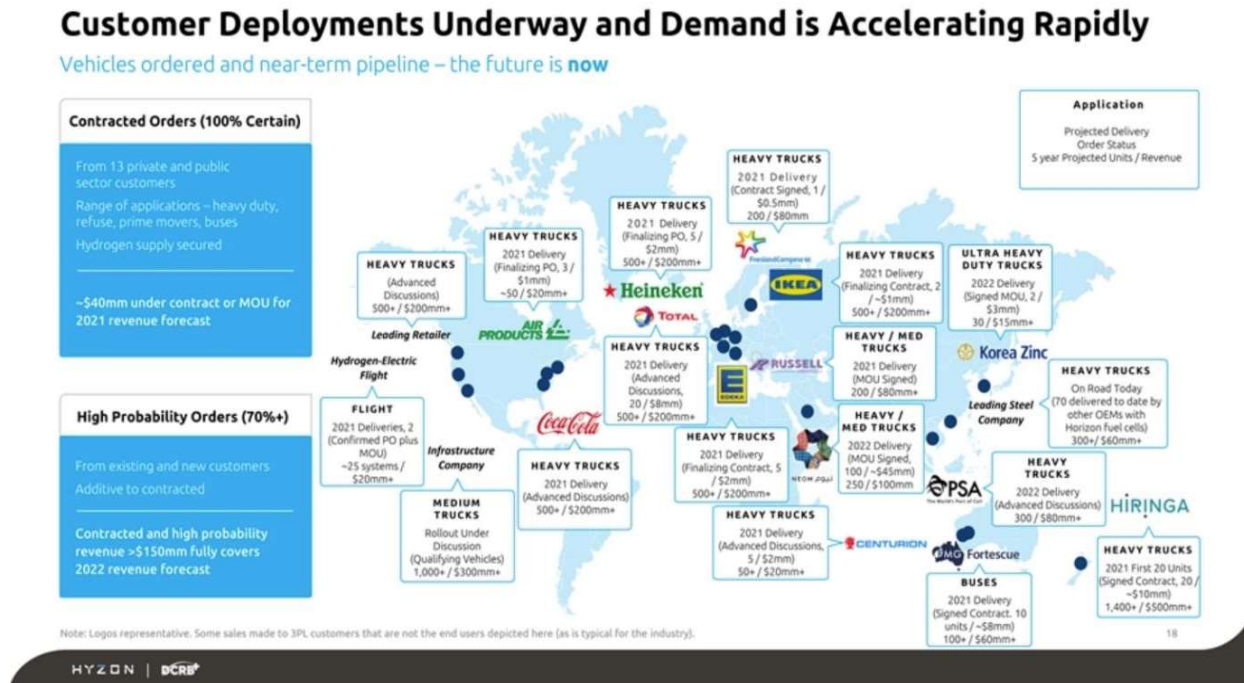 Customer Deployments Underway and Demand is Accelerating Rapidly
Vehicles ordered and near-term pipeline – the future is now
Contracted Orders (100% Certain)
From 13 private and public
sector customers
Range of applications – heavy duty,
refuse, prime movers, buses
Hydrogen supply secured
~$40mm under contract or MOU for
2021 revenue forecast
High Probability Orders (70%+)
From existing and new customers
Additive to contracted
Contracted and high probability
revenue >$150mm fully covers
2022 revenue forecast
Application
Projected Delivery
Order Status
5 year Projected Units / Revenue
HEAVY TRUCKS
(Advanced
Discussions)
500+ / $200mm+
Leading Retailer
HEAVY TRUCKS
2021 Delivery
(Finalizing PO, 3 /
$1mm)
~50 / $20mm+
AIR
PRODUCTS
HEAVY TRUCKS
2021 Delivery
(Finalizing PO, 5 /
$2mm)
500+ / $200mm+
Heineken
TOTAL
HEAVY TRUCKS
2021 Delivery
(Advanced
Discussions,
20 / $8mm)
500+ / $200mm+
HEAVY TRUCKS
2021 Delivery
(Contract Signed, 1 /
$0.5mm)
200 / $80mm
FrieslandCampina
IKEA
HEAVY TRUCKS
2021 Delivery
(Finalizing Contract, 2
/ ~$1mm)
500+ / $200mm+
ULTRA HEAVY
DUTY TRUCKS
2022 Delivery
(Signed MOU, 2 /
$3mm)
30 / $15mm+
Korea Zinc
RUSSELL
HEAVY / MED
TRUCKS
2021 Delivery
(MOU Signed)
200 / $80mm+
E
EDEKA
HEAVY TRUCKS
2021 Delivery
(Finalizing Contract, 5
/ $2mm)
500+ / $200mm+
HEAVY TRUCKS
On Road Today
(70 delivered to date by
other OEMs with
Horizon fuel cells)
300+/ $60mm+
Leading Steel
Company
Hydrogen-Electric
Flight
FLIGHT
2021 Deliveries, 2
(Confirmed PO plus
MOU)
~25 systems /
$20mm+
Infrastructure
Company
MEDIUM
TRUCKS
Rollout Under
Discussion
(Qualifying Vehicles)
1,000+ / $300mm+
Coca-Cola
HEAVY TRUCKS
2021 Delivery
(Advanced Discussions)
500+ / $200mm+
NEOM نيوم
HEAVY /
MED TRUCKS
2022 Delivery
(MOU Signed,
100 / ~$45mm)
250 / $100mm
PSA
The World's Port of Call
HEAVY
TRUCKS
2022 Delivery
(Advanced Discussions)
300 / $80mm+
HEAVY TRUCKS
2021 Delivery
(Advanced Discussions,
5 / $2mm)
50+ / $20mm+
CENTURION
FMG Fortescue
BUSES
2021 Delivery
(Signed Contract. 10
units / ~$8mm)
100+ / $60mm+
HIRINGA
HEAVY TRUCKS
2021 First 20 Units
(Signed Contract, 20 /
~$10mm)
1,400+ / $500mm+
Note: Logos representative. Some sales made to 3PL customers that are not the end users depicted here (as is typical for the industry).
18
HYZON | DCRB